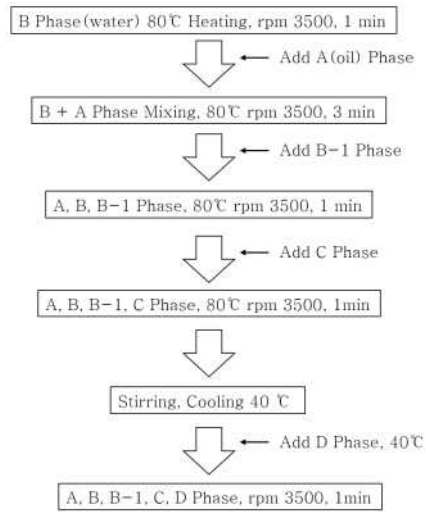 B Phase(water) 80℃ Heating, rpm 3500, 1 min
Add A(oil) Phase
B + A Phase Mixing, 80℃ rpm 3500, 3 min
Add B-1 Phase
A, B, B-1 Phase, 80℃ rpm 3500, 1 min
Add C Phase
A, B, B-1, C Phase, 80℃ rpm 3500, 1min
Stirring, Cooling 40 ℃
Add D Phase, 40℃
A, B, B-1, C, D Phase, rpm 3500, 1min